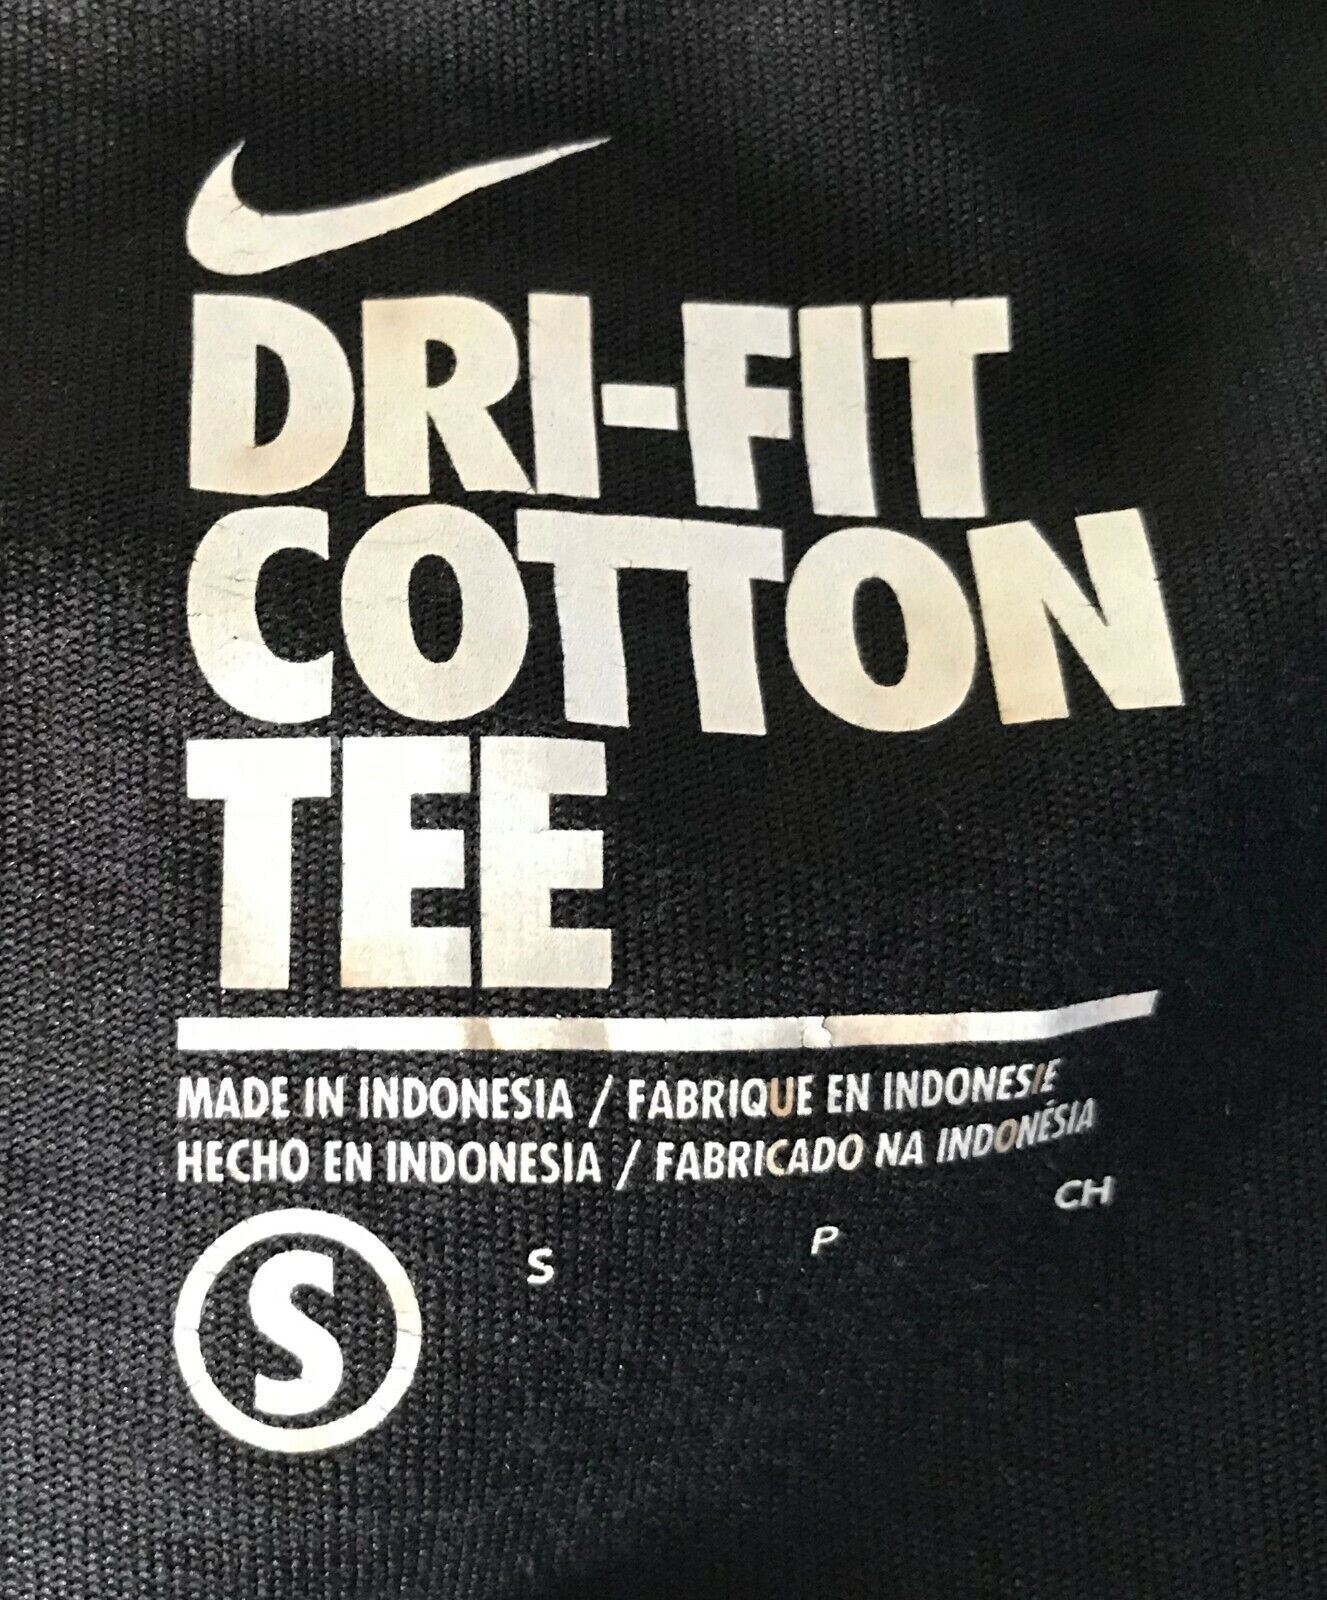 DRI-FIT
COTTON
TEE
MADE IN INDONESIA / FABRIQUE EN INDONESIE
HECHO EN INDONESIA / FABRICADO NA INDONÉSIA
S S P CH